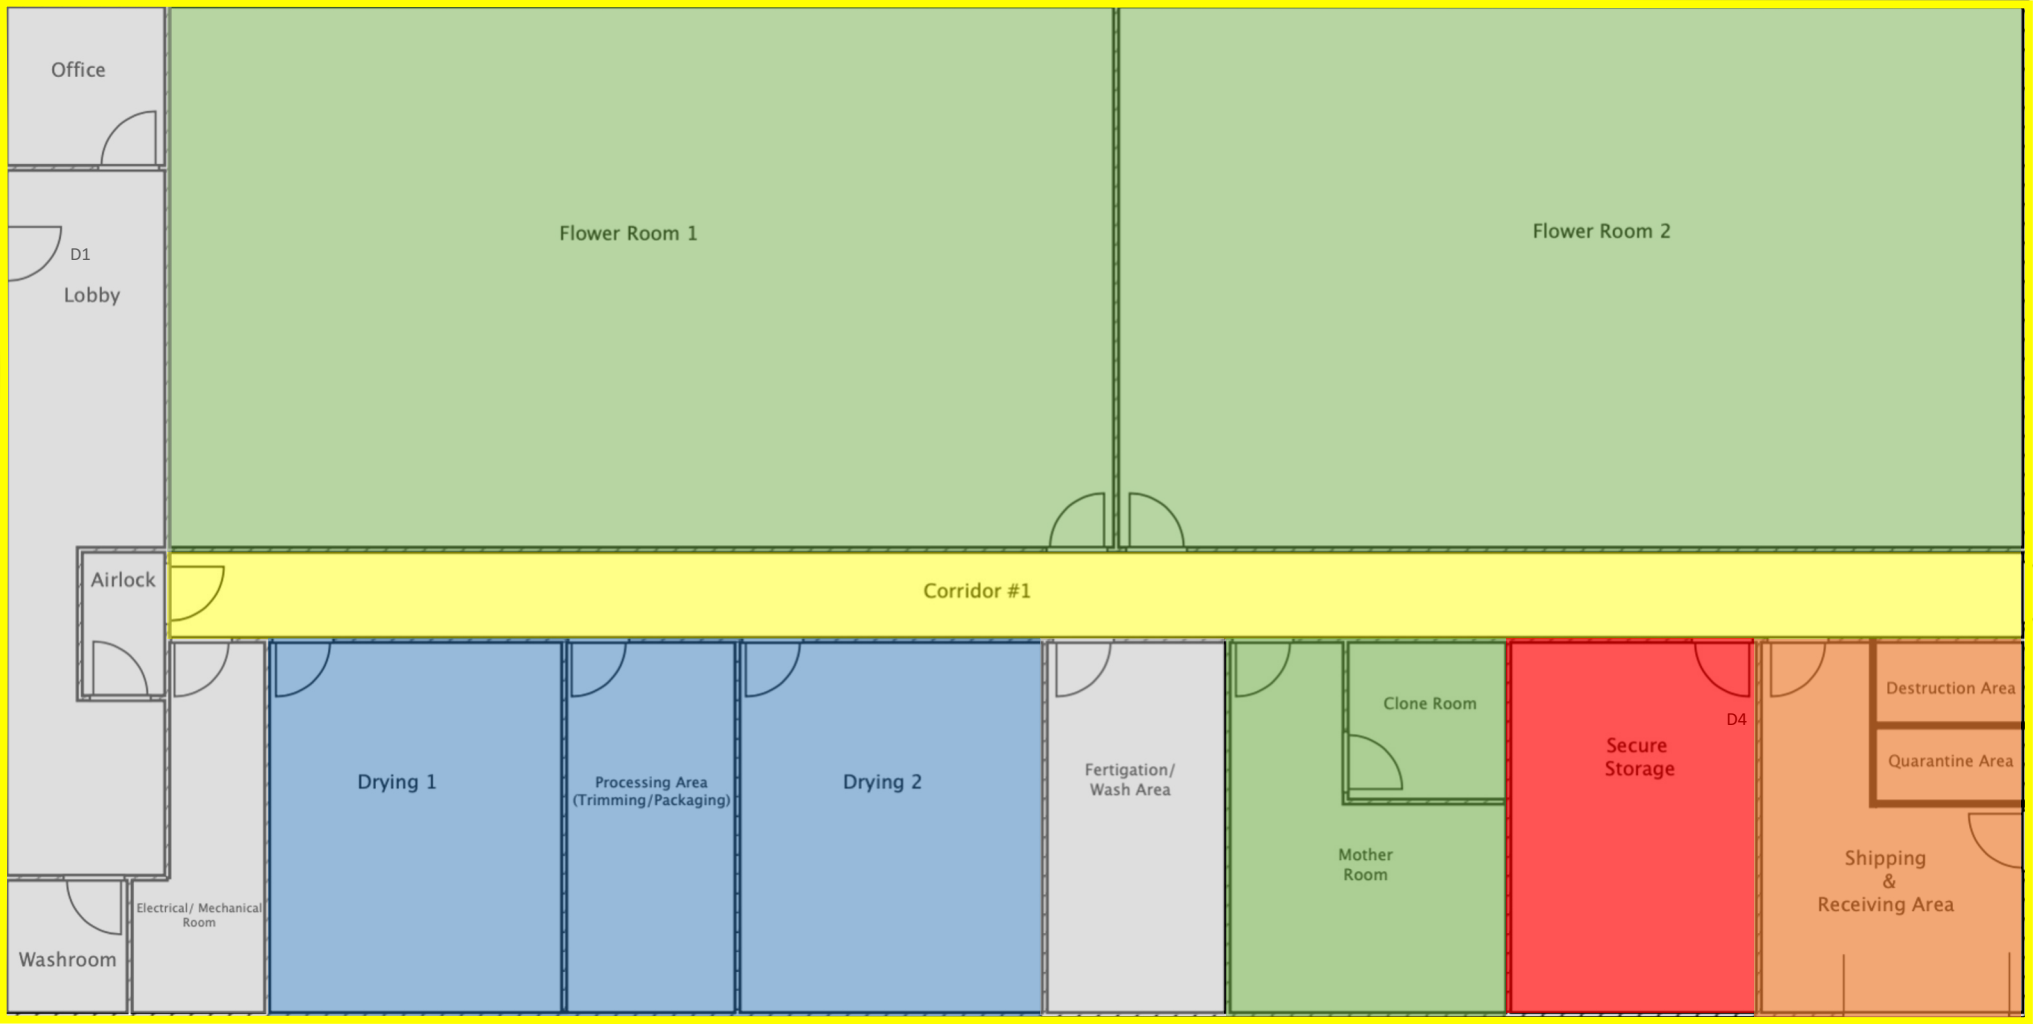 Office
Flower Room 1
Flower Room 2
D1
Lobby
Airlock
Corridor #1
Drying 1
Processing Area
(Trimming/Packaging)
Drying 2
Fertigation/
Wash Area
Clone Room
Mother
Room
D4
Secure
Storage
Destruction Area
Quarantine Area
Shipping
&
Receiving Area
Electrical/ Mechanical
Room
Washroom